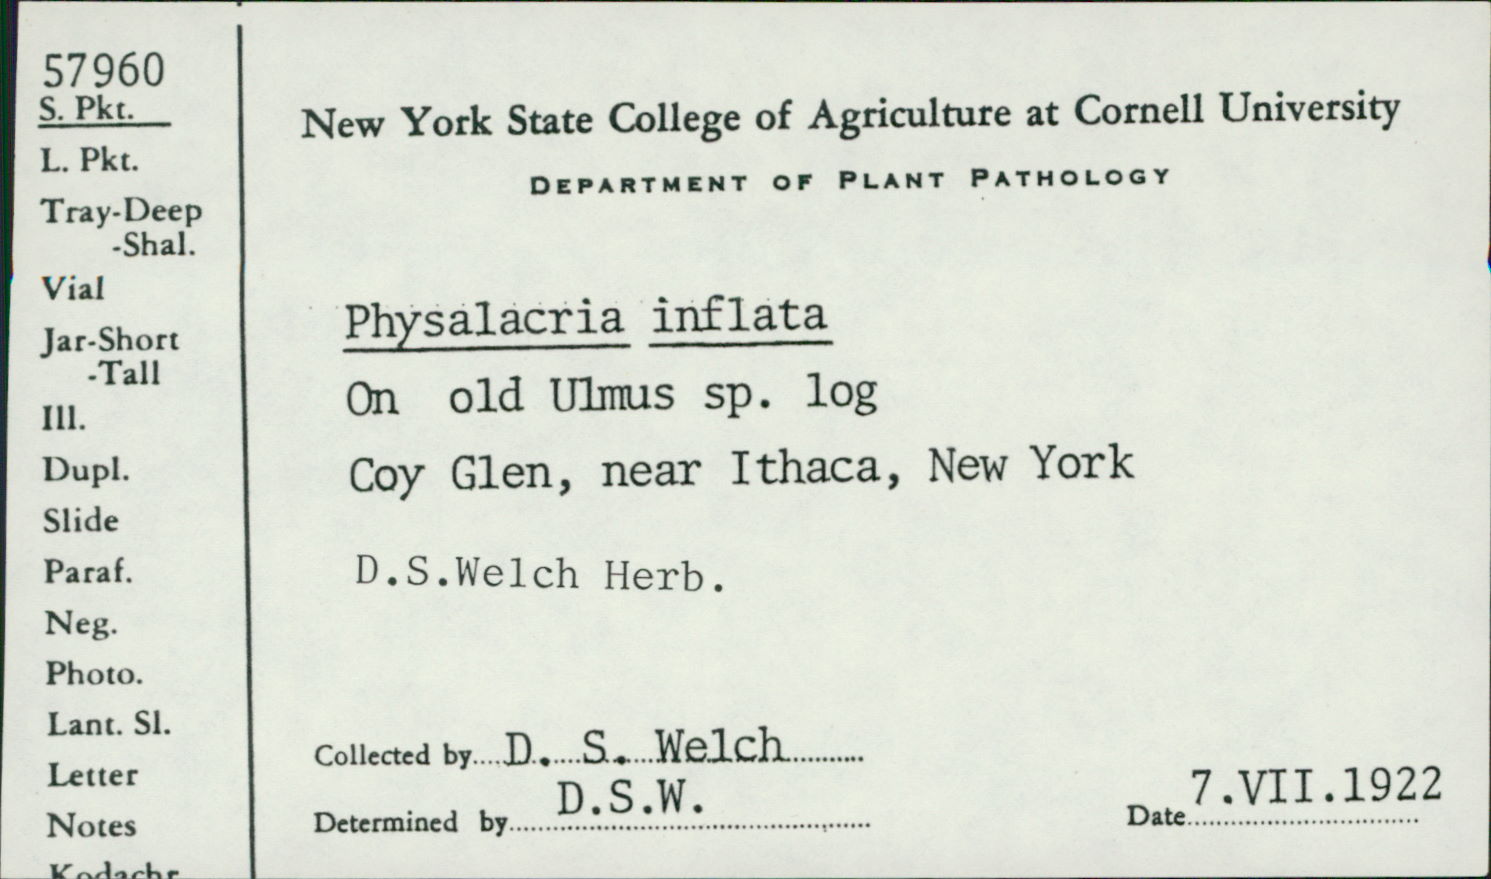 57960
S. Pkt.
L. Pkt.
Tray-Deep
-Shal.
Vial
Jar-Short
-Tall
Ill.
Dupl.
Slide
Paraf.
Neg.
Photo.
Lant. Sl.
Letter
Notes
Kodachr
New York State College of Agriculture at Cornell University
DEPARTMENT OF PLANT PATHOLOGY
Physalacria inflata
On old Ulmus sp. log
Coy Glen, near Ithaca, New York
D.S.Welch Herb.
Collected by D. S. Welch
Determined by D.S.W.
Date 7.VII.1922